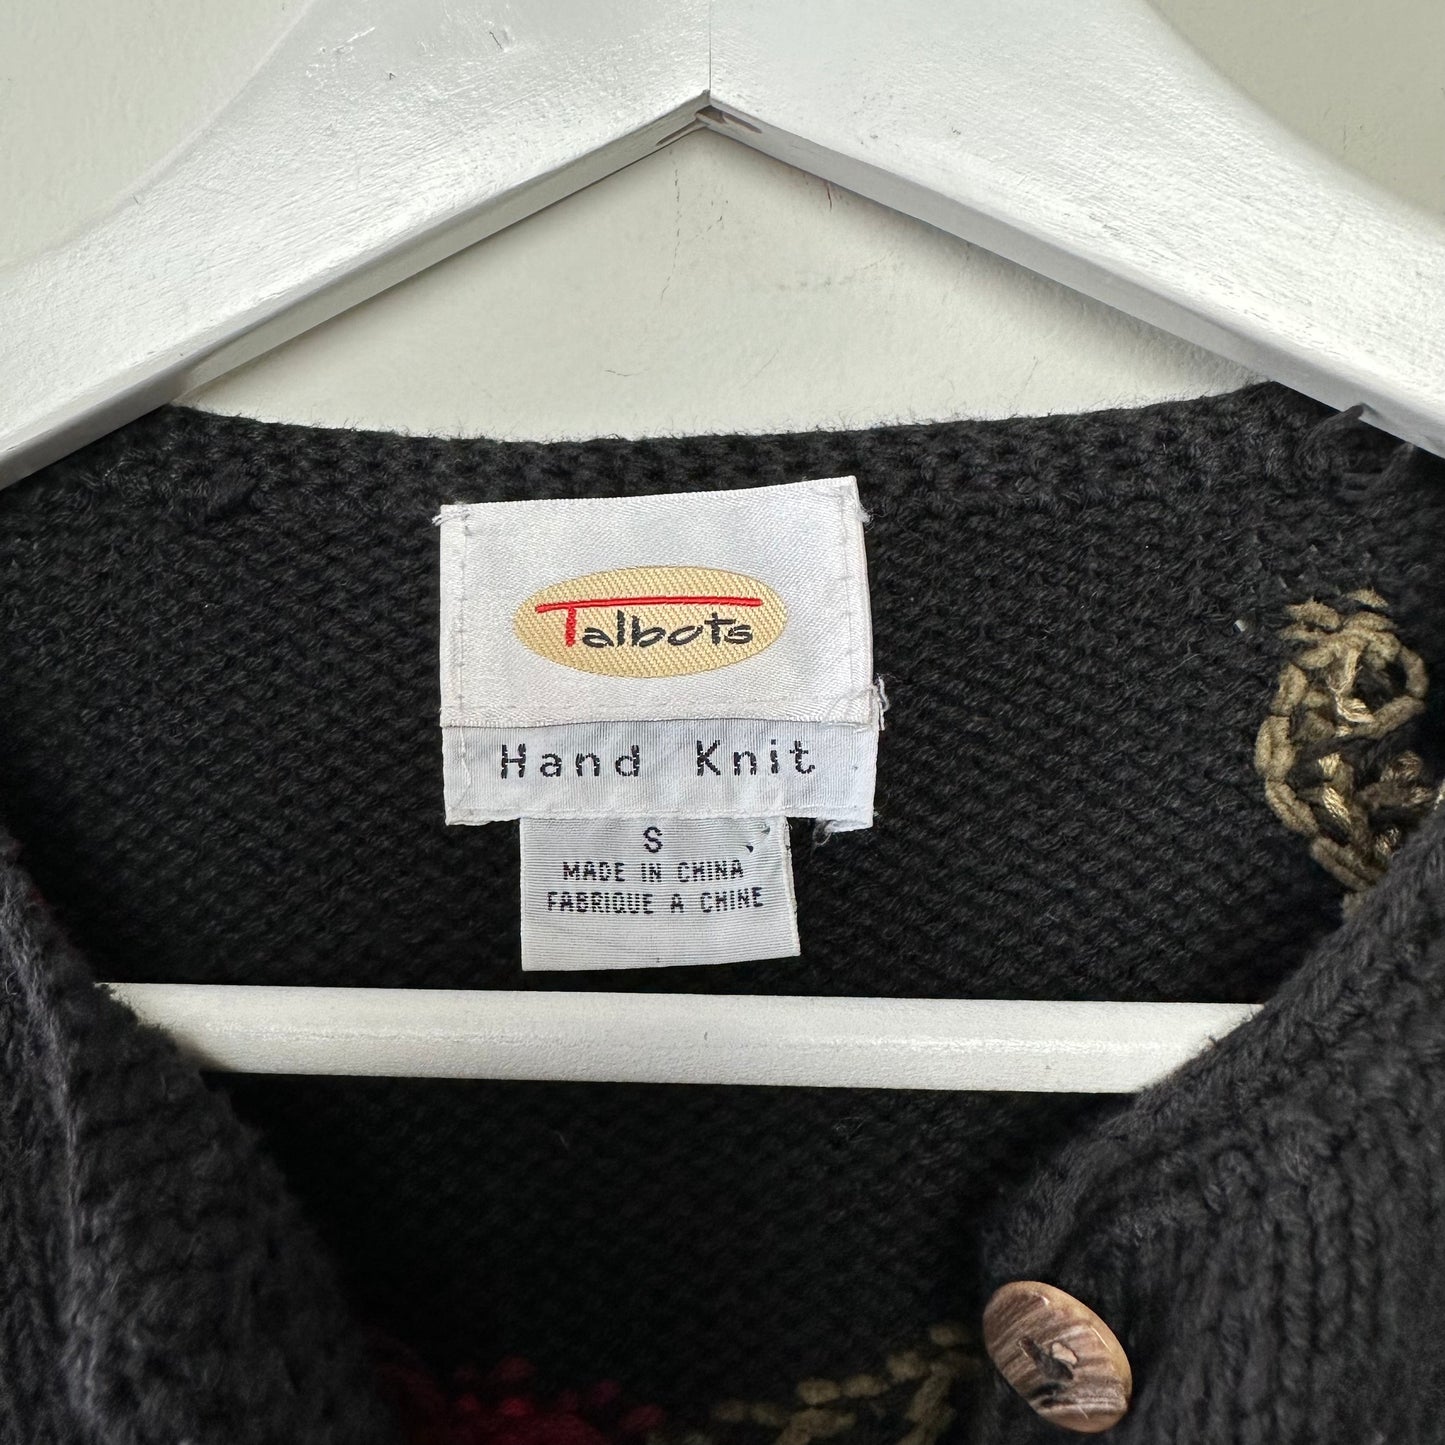 Talbots
Hand Knit
S
MADE IN CHINA
FABRIQUE A CHINE